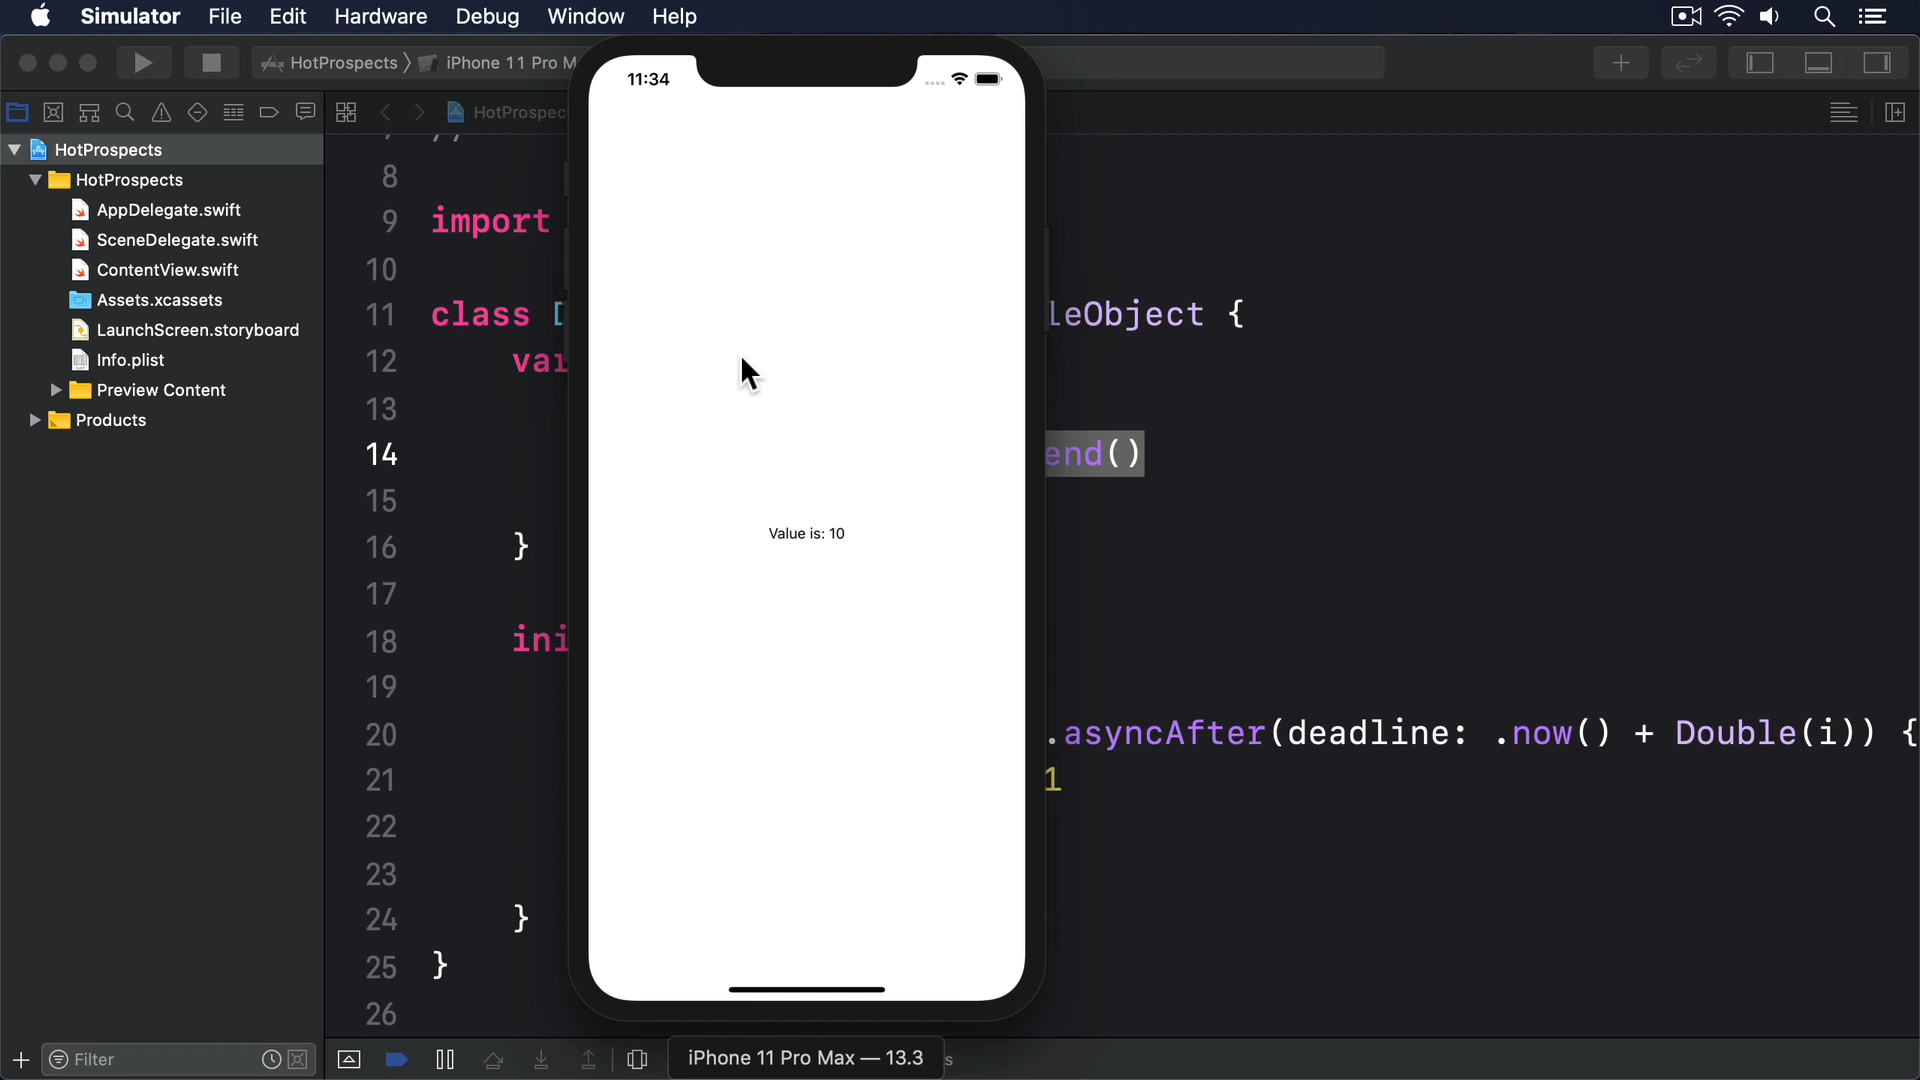 Simulator File Edit Hardware Debug Window Help
HotProspects iPhone 11 Pro M
HotProspec
HotProspects
HotProspects
AppDelegate.swift
SceneDelegate.swift
ContentView.swift
Assets.xcassets
LaunchScreen.storyboard
Info.plist
Preview Content
Products
Filter
11:34
Value is: 10
8
9 import
10
11 class D leObject {
12 var
13
14 end()
15
16 }
17
18 ini
19
20 .asyncAfter(deadline: .now() + Double(i)) {
21 1
22
23
24 }
25 }
26
iPhone 11 Pro Max — 13.3
s